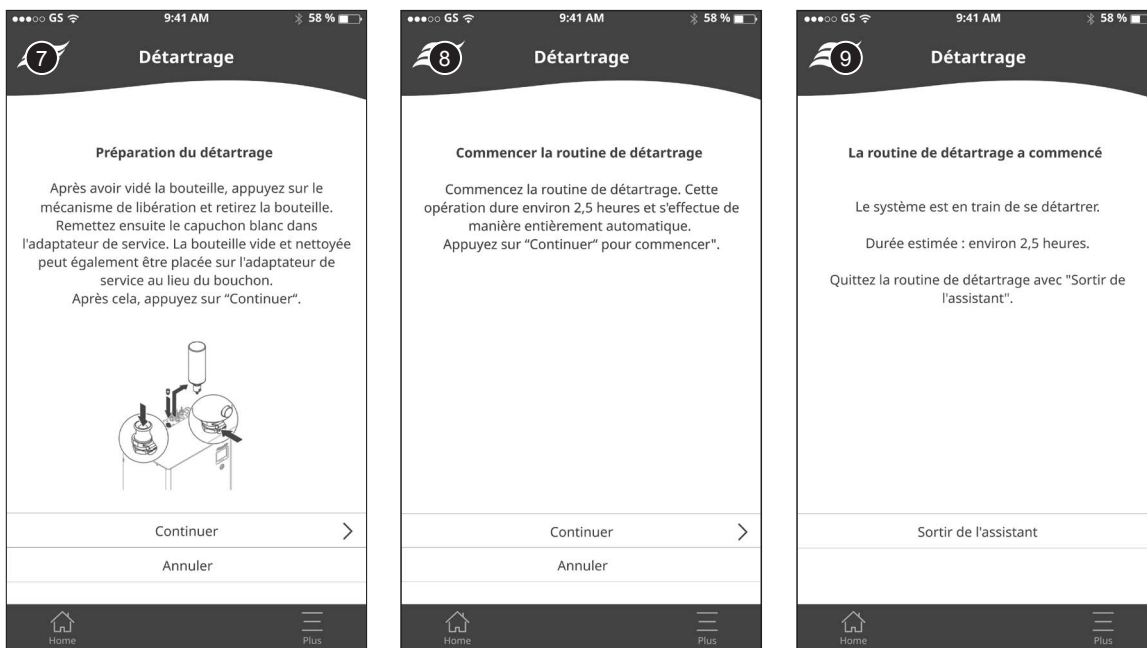 GS 9:41 AM 58 %
7 Détartrage
Préparation du détartrage
Après avoir vidé la bouteille, appuyez sur le
mécanisme de libération et retirez la bouteille.
Remettez ensuite le capuchon blanc dans
l'adaptateur de service. La bouteille vide et nettoyée
peut également être placée sur l'adaptateur de
service au lieu du bouchon.
Après cela, appuyez sur “Continuer“.
Continuer
Annuler
Home Plus
GS 9:41 AM 58 %
8 Détartrage
Commencer la routine de détartrage
Commencez la routine de détartrage. Cette
opération dure environ 2,5 heures et s'effectue de
manière entièrement automatique.
Appuyez sur “Continuer“ pour commencer".
Continuer
Annuler
Home Plus
GS 9:41 AM 58 %
9 Détartrage
La routine de détartrage a commencé
Le système est en train de se détartrer.
Durée estimée : environ 2,5 heures.
Quittez la routine de détartrage avec "Sortir de
l'assistant".
Sortir de l'assistant
Home Plus